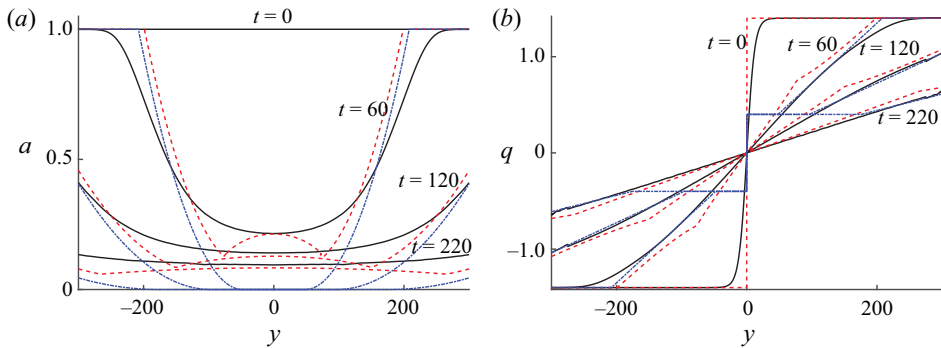 (a)
t = 0
1.0
t = 60
a
0.5
t = 120
t = 220
0
−200
0
200
y
(b)
1.0
t = 0
t = 60
t = 120
q
0
t = 220
−1.0
−200
0
200
y